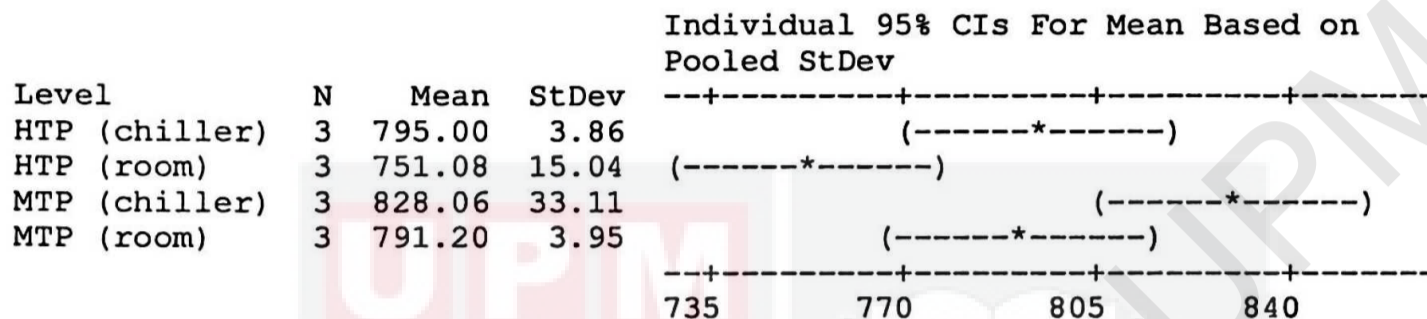 Individual 95% CIs For Mean Based on
Pooled StDev
Level N Mean StDev --+---------+---------+---------+-------
HTP (chiller) 3 795.00 3.86 (------*------)
HTP (room) 3 751.08 15.04 (------*------)
MTP (chiller) 3 828.06 33.11 (------*------)
MTP (room) 3 791.20 3.95 (------*------)
--+---------+---------+---------+-------
735 770 805 840
UPM
UPM